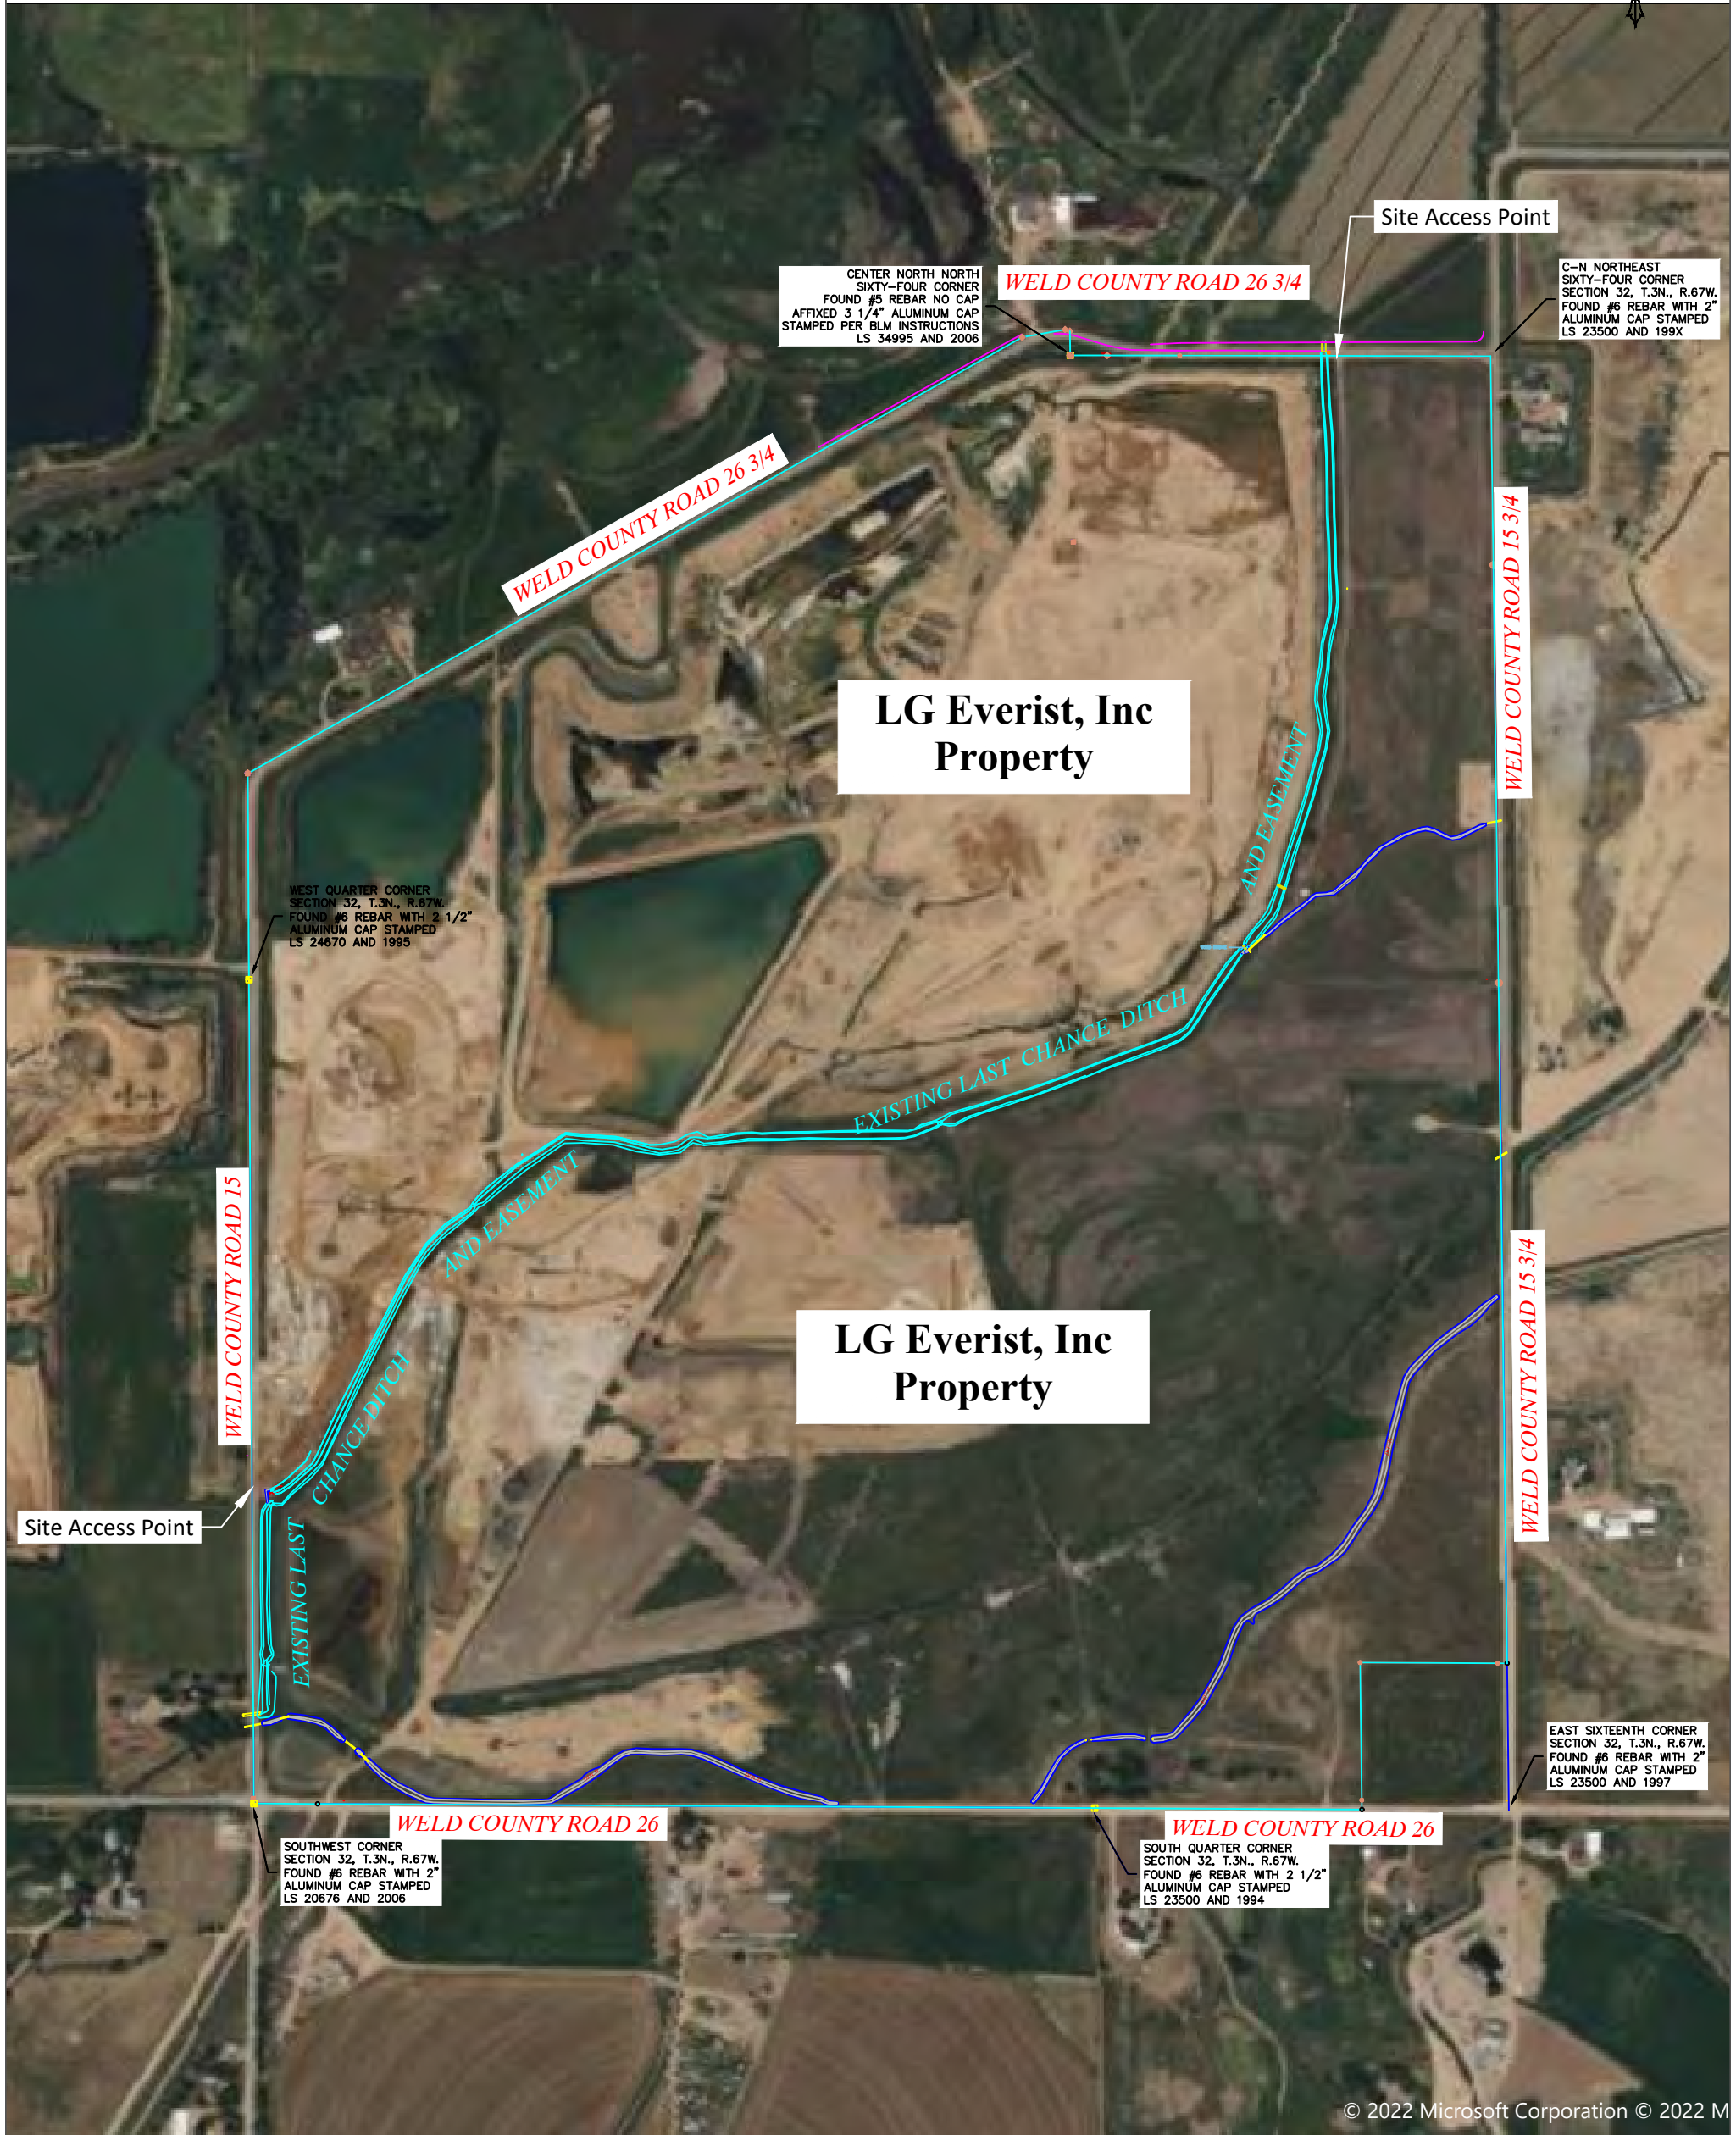 Site Access Point
CENTER NORTH NORTH
SIXTY-FOUR CORNER
FOUND #5 REBAR NO CAP
AFFIXED 3 1/4" ALUMINUM CAP
STAMPED PER BLM INSTRUCTIONS
LS 34995 AND 2006
WELD COUNTY ROAD 26 3/4
C-N NORTHEAST
SIXTY-FOUR CORNER
SECTION 32, T.3N., R.67W.
FOUND #6 REBAR WITH 2"
ALUMINUM CAP STAMPED
LS 23500 AND 199X
WELD COUNTY ROAD 26 3/4
WELD COUNTY ROAD 15 3/4
LG Everist, Inc
Property
AND EASEMENT
WEST QUARTER CORNER
SECTION 32, T.3N., R.67W.
FOUND #6 REBAR WITH 2 1/2"
ALUMINUM CAP STAMPED
LS 24670 AND 1995
EXISTING LAST CHANCE DITCH
AND EASEMENT
WELD COUNTY ROAD 15
WELD COUNTY ROAD 15 3/4
LG Everist, Inc
Property
CHANCE DITCH
Site Access Point
EXISTING LAST
EAST SIXTEENTH CORNER
SECTION 32, T.3N., R.67W.
FOUND #6 REBAR WITH 2"
ALUMINUM CAP STAMPED
LS 23500 AND 1997
WELD COUNTY ROAD 26
WELD COUNTY ROAD 26
SOUTHWEST CORNER
SECTION 32, T.3N., R.67W.
FOUND #6 REBAR WITH 2"
ALUMINUM CAP STAMPED
LS 20676 AND 2006
SOUTH QUARTER CORNER
SECTION 32, T.3N., R.67W.
FOUND #6 REBAR WITH 2 1/2"
ALUMINUM CAP STAMPED
LS 23500 AND 1994
© 2022 Microsoft Corporation © 2022 M